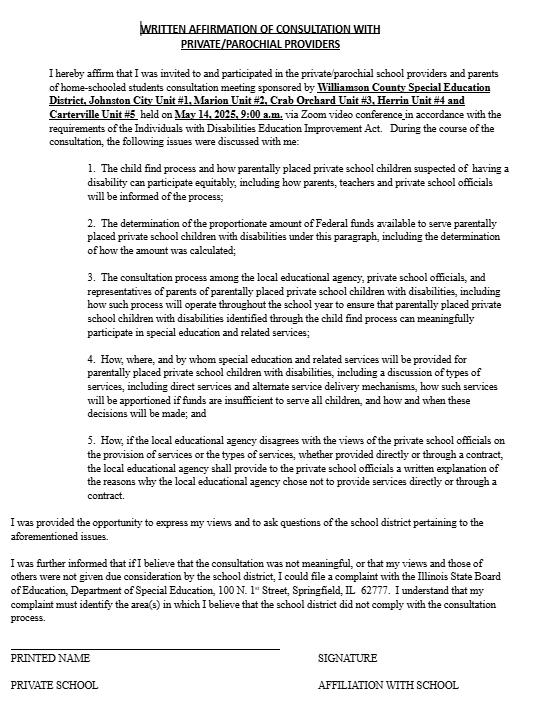 WRITTEN AFFIRMATION OF CONSULTATION WITH
PRIVATE/PAROCHIAL PROVIDERS
I hereby affirm that I was invited to and participated in the private/parochial school providers and parents
of home-schooled students consultation meeting sponsored by Williamson County Special Education
District, Johnston City Unit #1, Marion Unit #2, Crab Orchard Unit #3, Herrin Unit #4 and
Carterville Unit #5 held on May 14, 2025, 9:00 a.m. via Zoom video conference in accordance with the
requirements of the Individuals with Disabilities Education Improvement Act. During the course of the
consultation, the following issues were discussed with me:
1. The child find process and how parentally placed private school children suspected of having a
disability can participate equitably, including how parents, teachers and private school officials
will be informed of the process;
2. The determination of the proportionate amount of Federal funds available to serve parentally
placed private school children with disabilities under this paragraph, including the determination
of how the amount was calculated;
3. The consultation process among the local educational agency, private school officials, and
representatives of parents of parentally placed private school children with disabilities, including
how such process will operate throughout the school year to ensure that parentally placed private
school children with disabilities identified through the child find process can meaningfully
participate in special education and related services;
4. How, where, and by whom special education and related services will be provided for
parentally placed private school children with disabilities, including a discussion of types of
services, including direct services and alternate service delivery mechanisms, how such services
will be apportioned if funds are insufficient to serve all children, and how and when these
decisions will be made; and
5. How, if the local educational agency disagrees with the views of the private school officials on
the provision of services or the types of services, whether provided directly or through a contract,
the local educational agency shall provide to the private school officials a written explanation of
the reasons why the local educational agency chose not to provide services directly or through a
contract.
I was provided the opportunity to express my views and to ask questions of the school district pertaining to the
aforementioned issues.
I was further informed that if I believe that the consultation was not meaningful, or that my views and those of
others were not given due consideration by the school district, I could file a complaint with the Illinois State Board
of Education, Department of Special Education, 100 N. 1st Street, Springfield, IL 62777. I understand that my
complaint must identify the area(s) in which I believe that the school district did not comply with the consultation
process.
PRINTED NAME SIGNATURE
PRIVATE SCHOOL AFFILIATION WITH SCHOOL